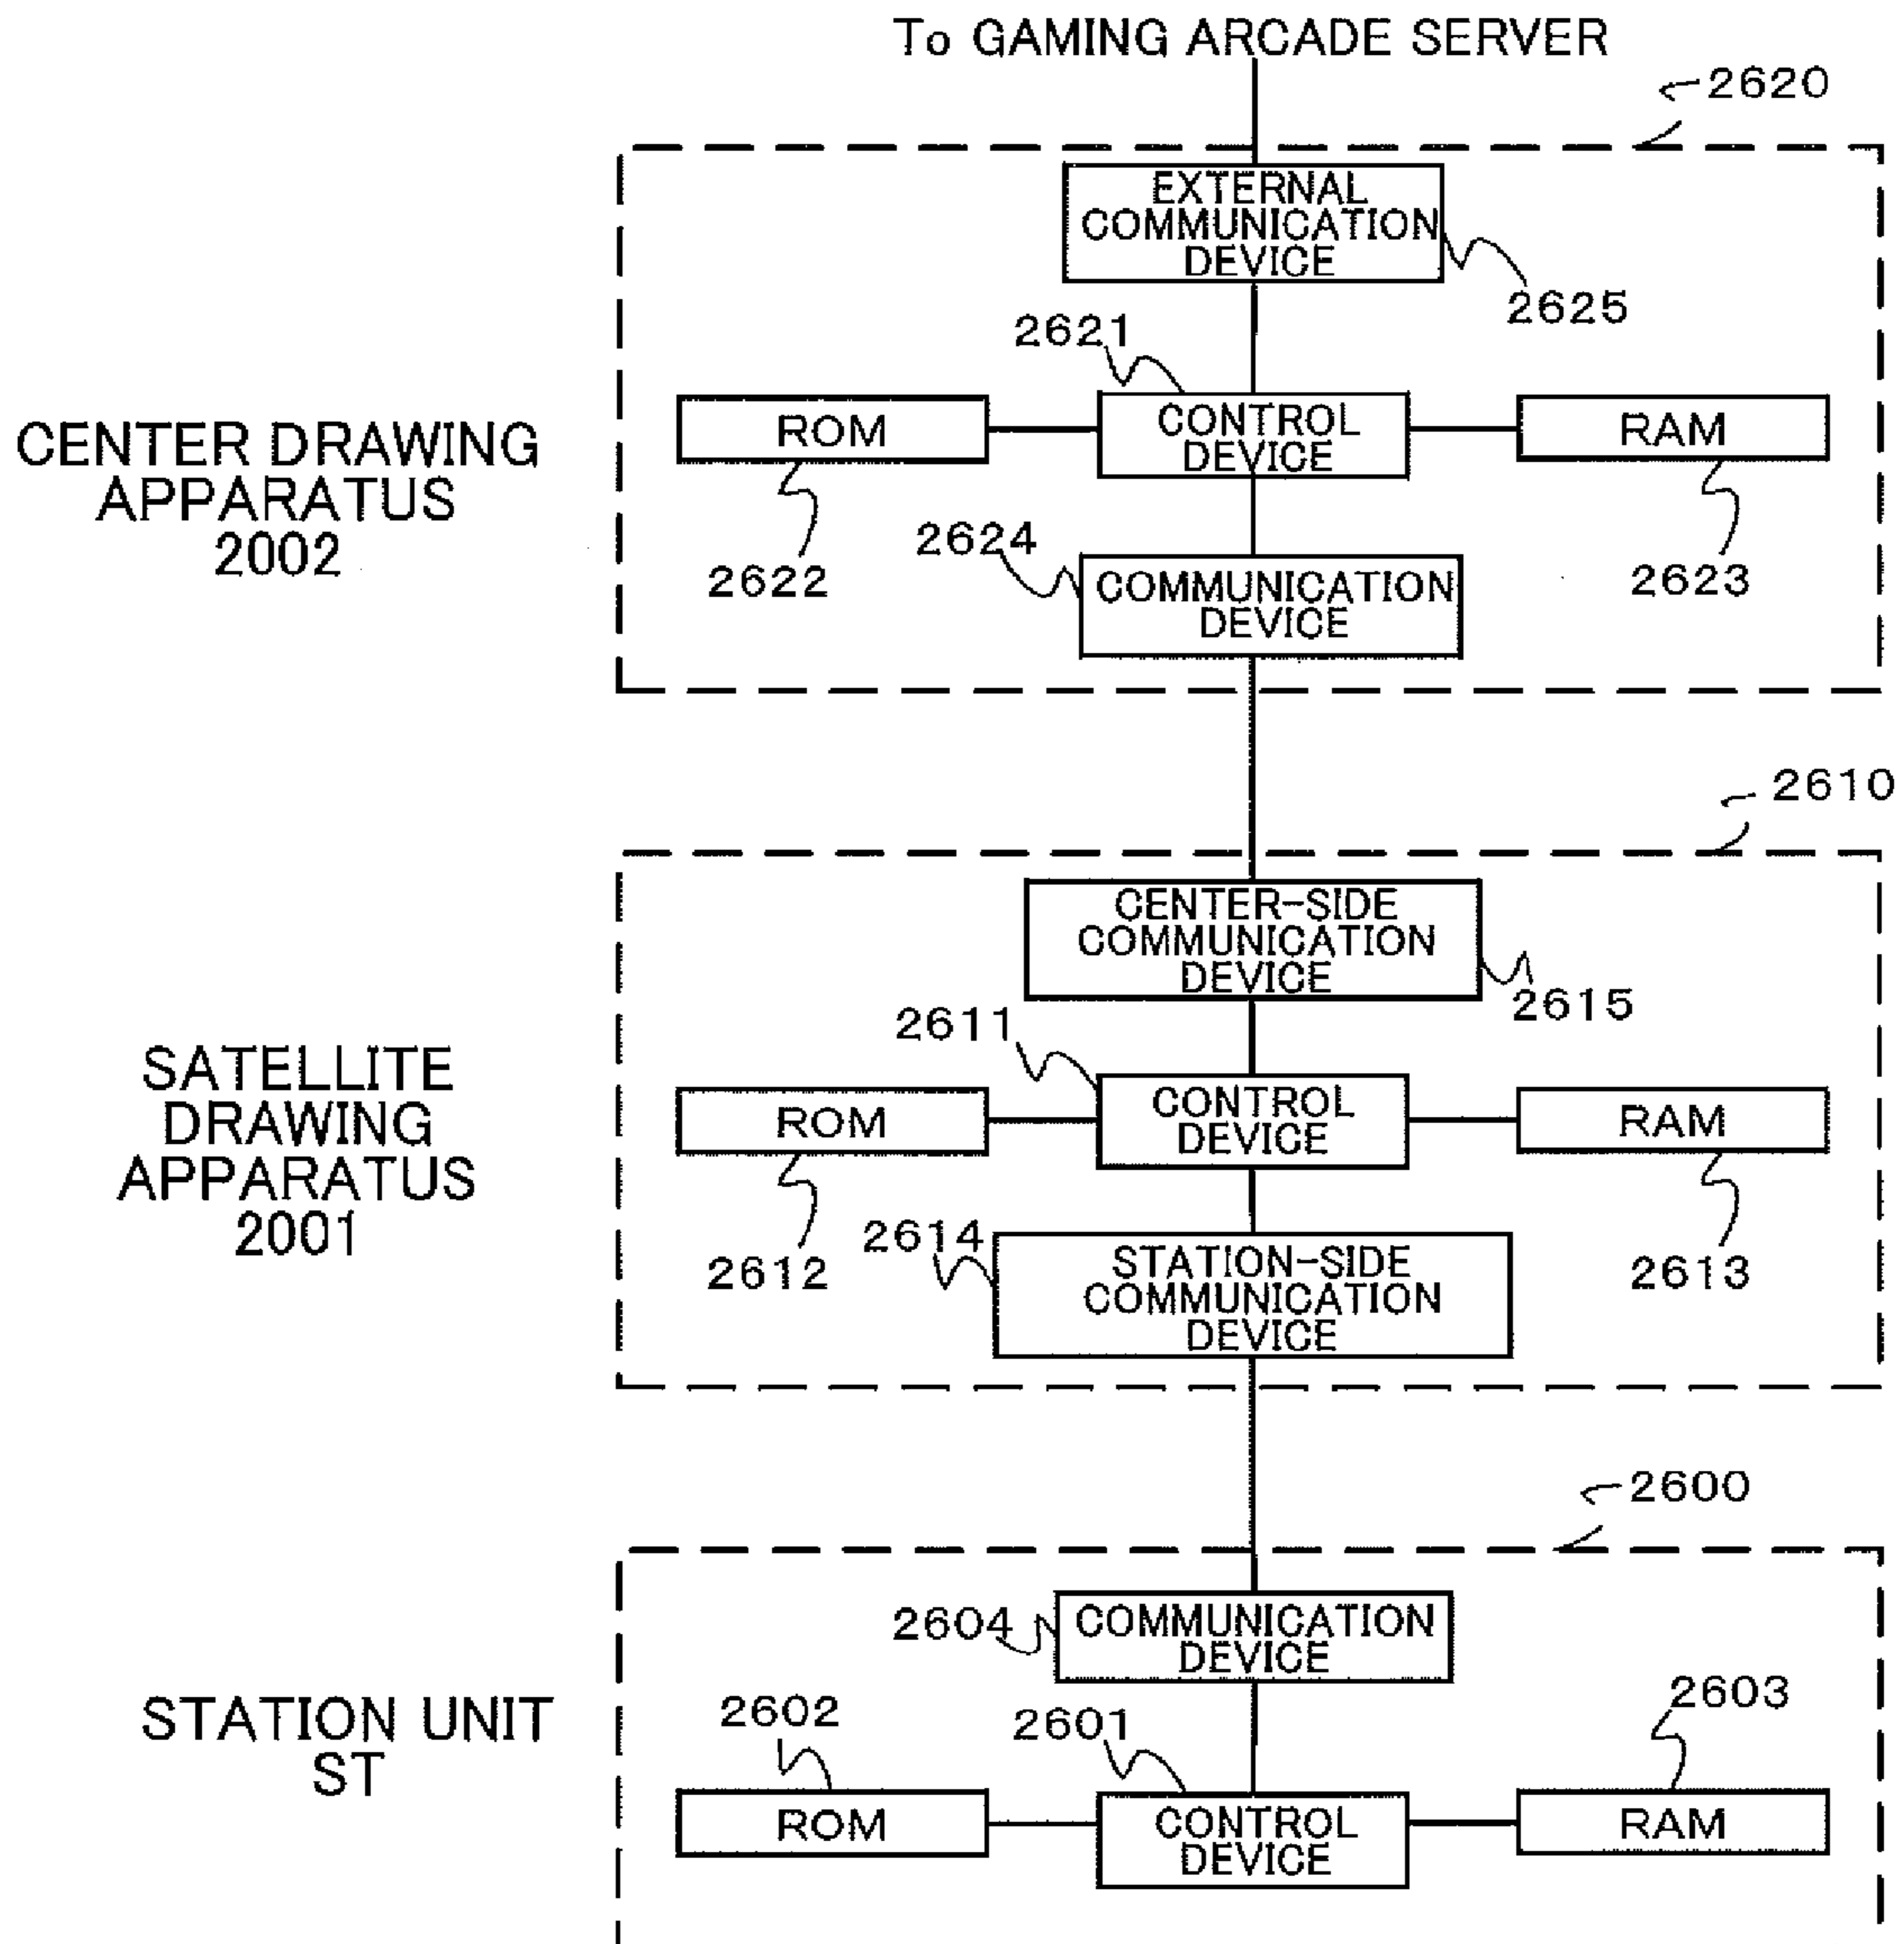 To GAMING ARCADE SERVER
2620
EXTERNAL
COMMUNICATION
DEVICE
2625
2621
CENTER DRAWING
APPARATUS
2002
ROM
CONTROL
DEVICE
RAM
2622
2624
2623
COMMUNICATION
DEVICE
2610
CENTER-SIDE
COMMUNICATION
DEVICE
2615
2611
SATELLITE
DRAWING
APPARATUS
2001
ROM
CONTROL
DEVICE
RAM
2612
2614
2613
STATION-SIDE
COMMUNICATION
DEVICE
2600
2604
COMMUNICATION
DEVICE
STATION UNIT
ST
2602
2601
2603
ROM
CONTROL
DEVICE
RAM